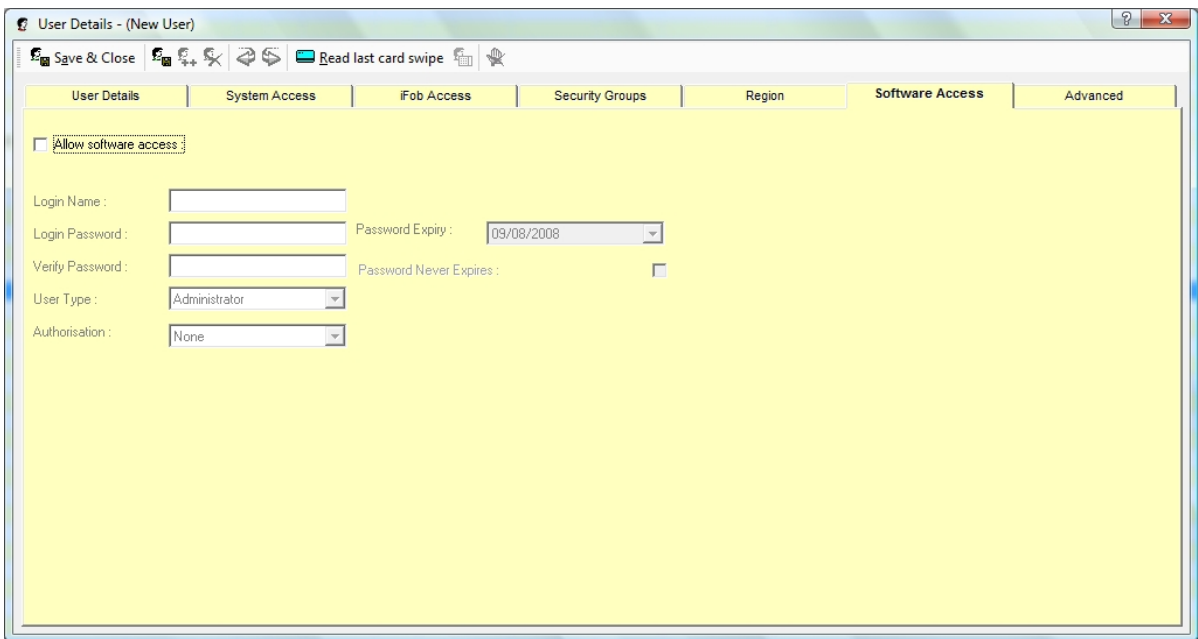 User Details - (New User)
Save & Close Read last card swipe
User Details System Access iFob Access Security Groups Region Software Access Advanced
Allow software access :
Login Name :
Login Password : Password Expiry : 09/08/2008
Verify Password : Password Never Expires :
User Type : Administrator
Authorisation : None